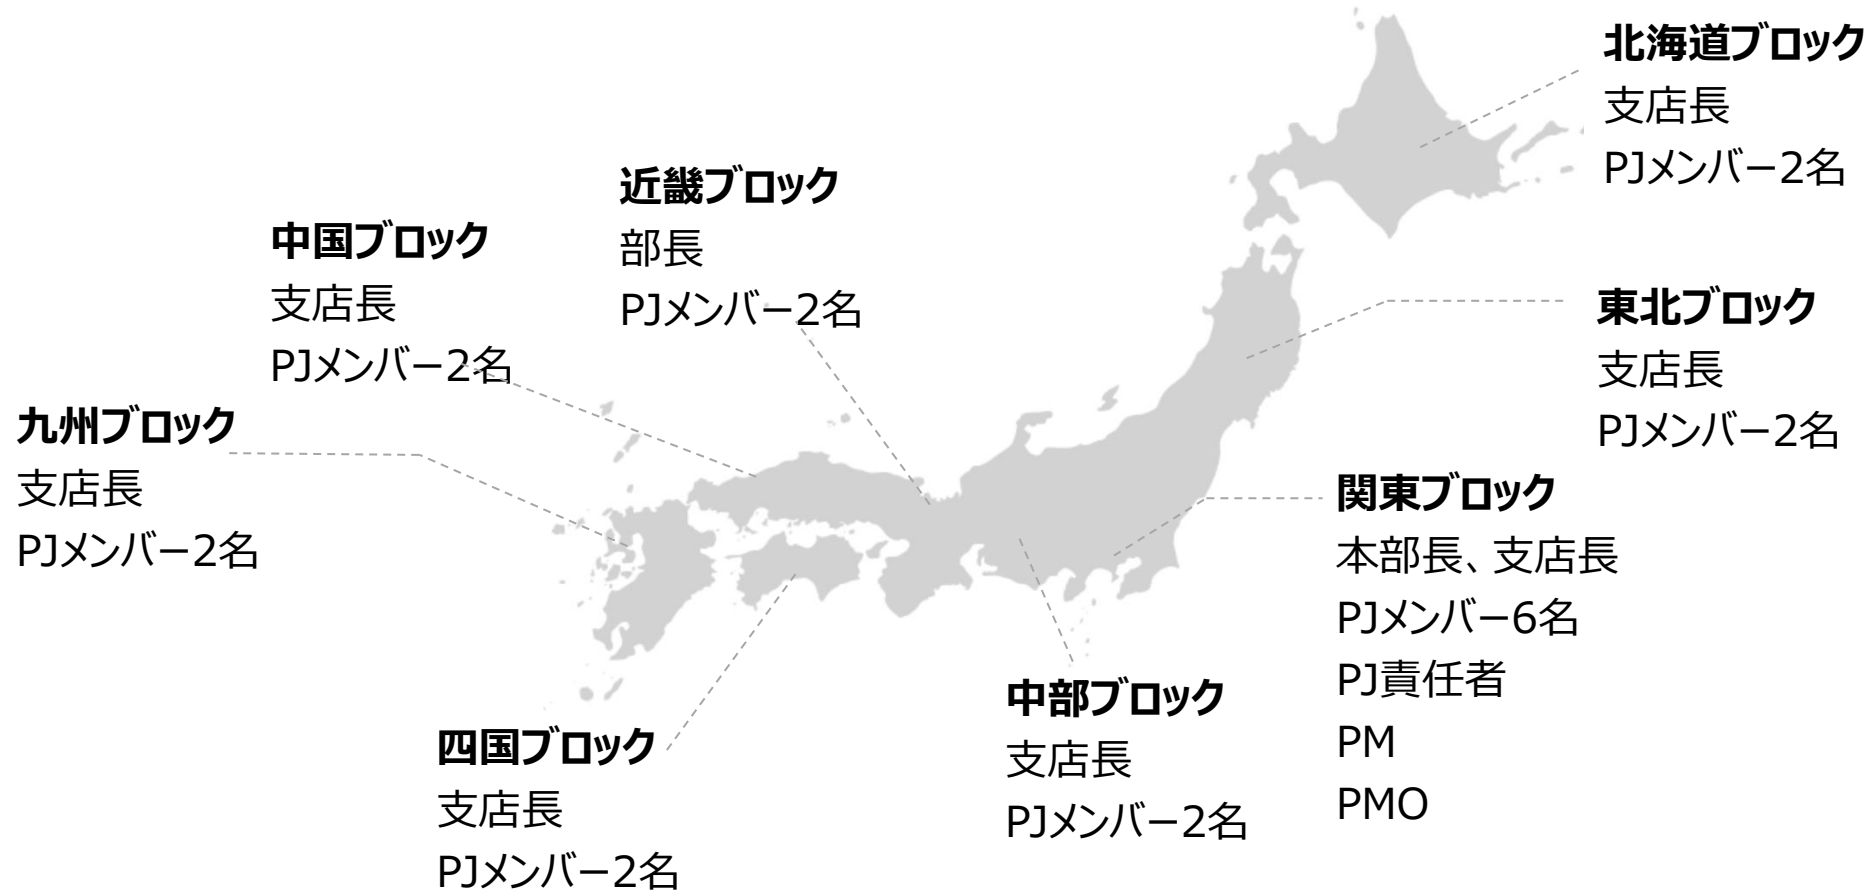 北海道ブロック
支店長
PJメンバー2名
近畿ブロック
部長
PJメンバー2名
中国ブロック
支店長
PJメンバー2名
東北ブロック
支店長
PJメンバー2名
九州ブロック
支店長
PJメンバー2名
関東ブロック
本部長、支店長
PJメンバー6名
PJ責任者
PM
PMO
中部ブロック
支店長
PJメンバー2名
四国ブロック
支店長
PJメンバー2名